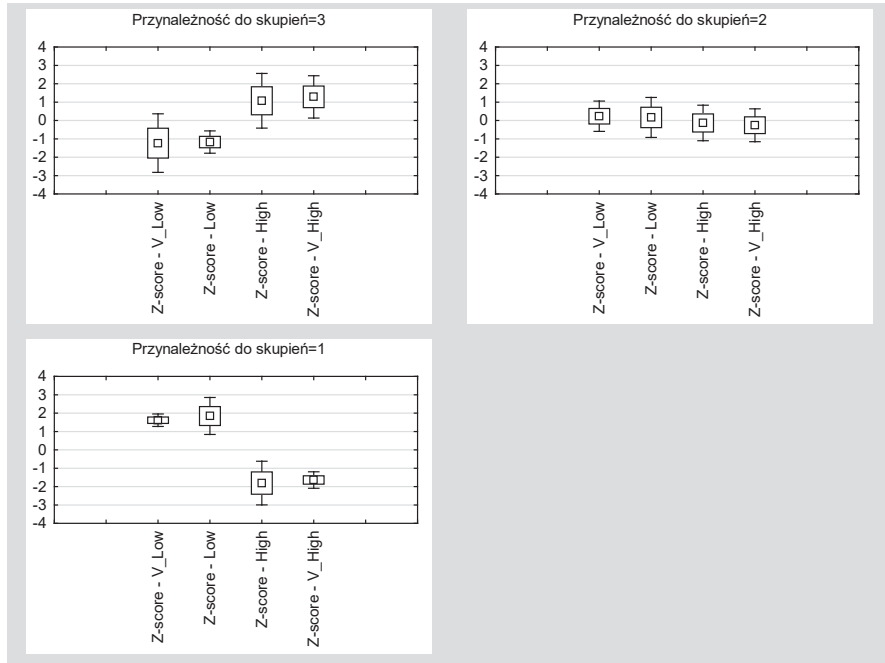 Przynależność do skupień=3
4
3
2
1
0
-1
-2
-3
-4
Z-score - V_Low
Z-score - Low
Z-score - High
Z-score - V_High
Przynależność do skupień=2
4
3
2
1
0
-1
-2
-3
-4
Z-score - V_Low
Z-score - Low
Z-score - High
Z-score - V_High
Przynależność do skupień=1
4
3
2
1
0
-1
-2
-3
-4
Z-score - V_Low
Z-score - Low
Z-score - High
Z-score - V_High